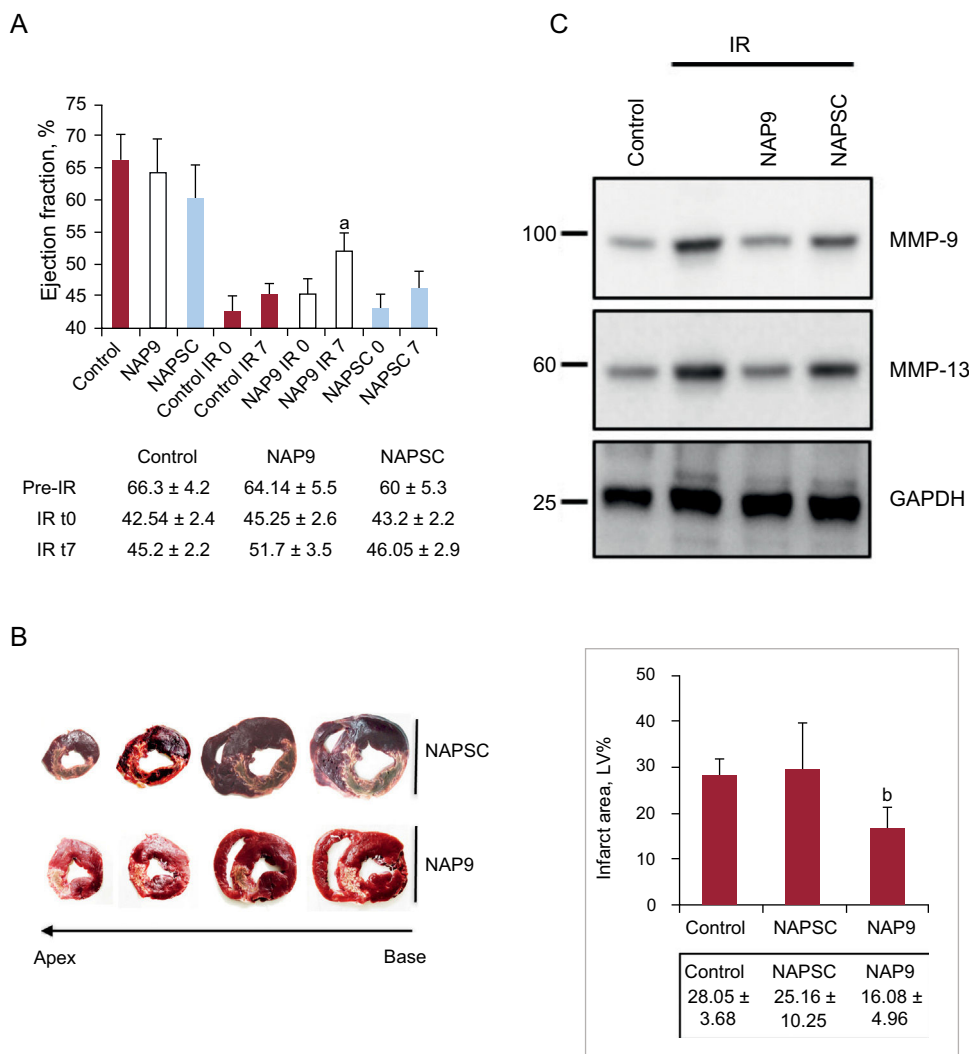 A
75
70
65
60
55
50
45
40
Ejection fraction, %
a
Control
NAP9
NAPSC
Control IR 0
Control IR 7
NAP9 IR 0
NAP9 IR 7
NAPSC 0
NAPSC 7
Control NAP9 NAPSC
Pre-IR 66.3 ± 4.2 64.14 ± 5.5 60 ± 5.3
IR t0 42.54 ± 2.4 45.25 ± 2.6 43.2 ± 2.2
IR t7 45.2 ± 2.2 51.7 ± 3.5 46.05 ± 2.9
C
IR
Control
NAP9
NAPSC
100
MMP-9
60
MMP-13
25
GAPDH
B
NAPSC
NAP9
Apex Base
50
40
30
20
10
0
Infarct area, LV%
b
Control NAPSC NAP9
Control NAPSC NAP9
28.05 ± 25.16 ± 16.08 ±
3.68 10.25 4.96